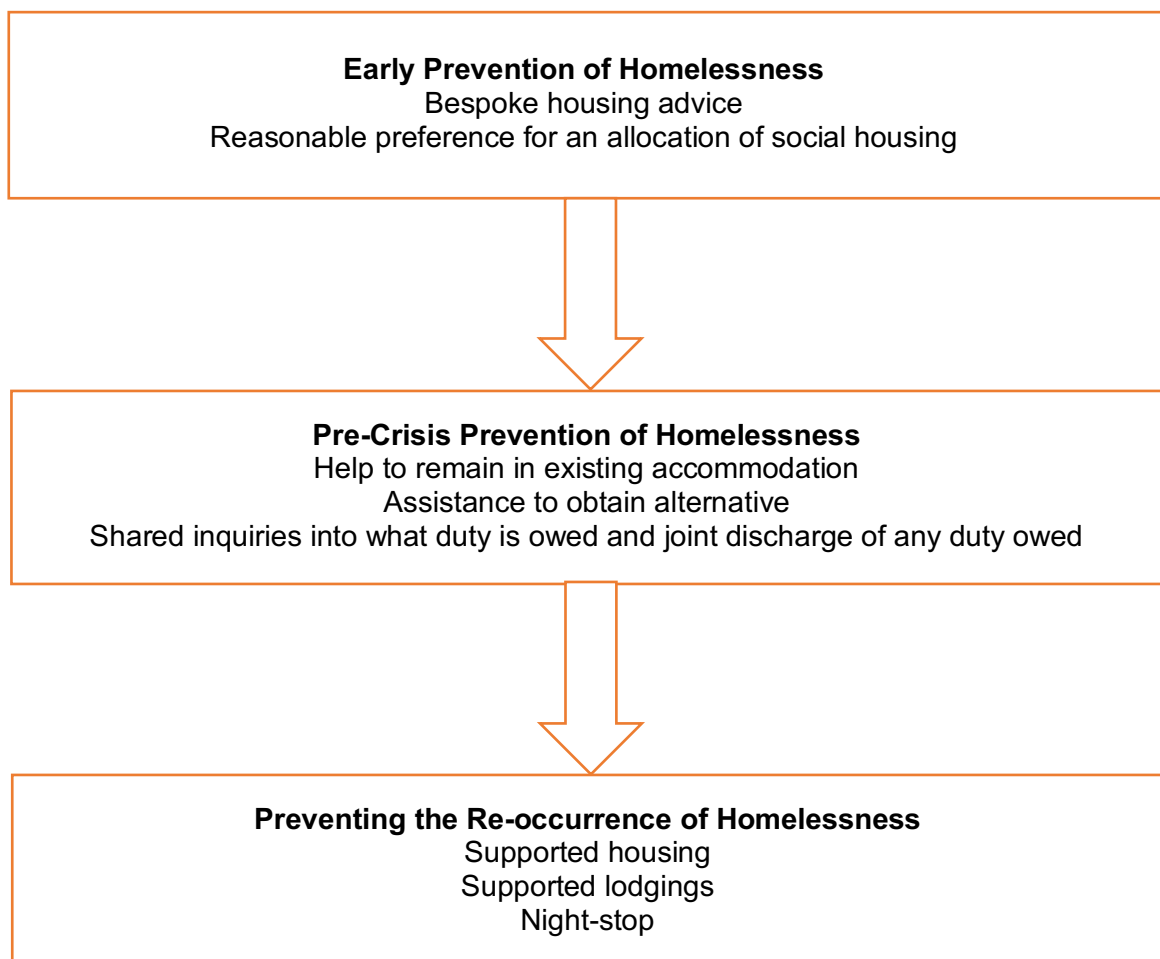 Early Prevention of Homelessness
Bespoke housing advice
Reasonable preference for an allocation of social housing
Pre-Crisis Prevention of Homelessness
Help to remain in existing accommodation
Assistance to obtain alternative
Shared inquiries into what duty is owed and joint discharge of any duty owed
Preventing the Re-occurrence of Homelessness
Supported housing
Supported lodgings
Night-stop